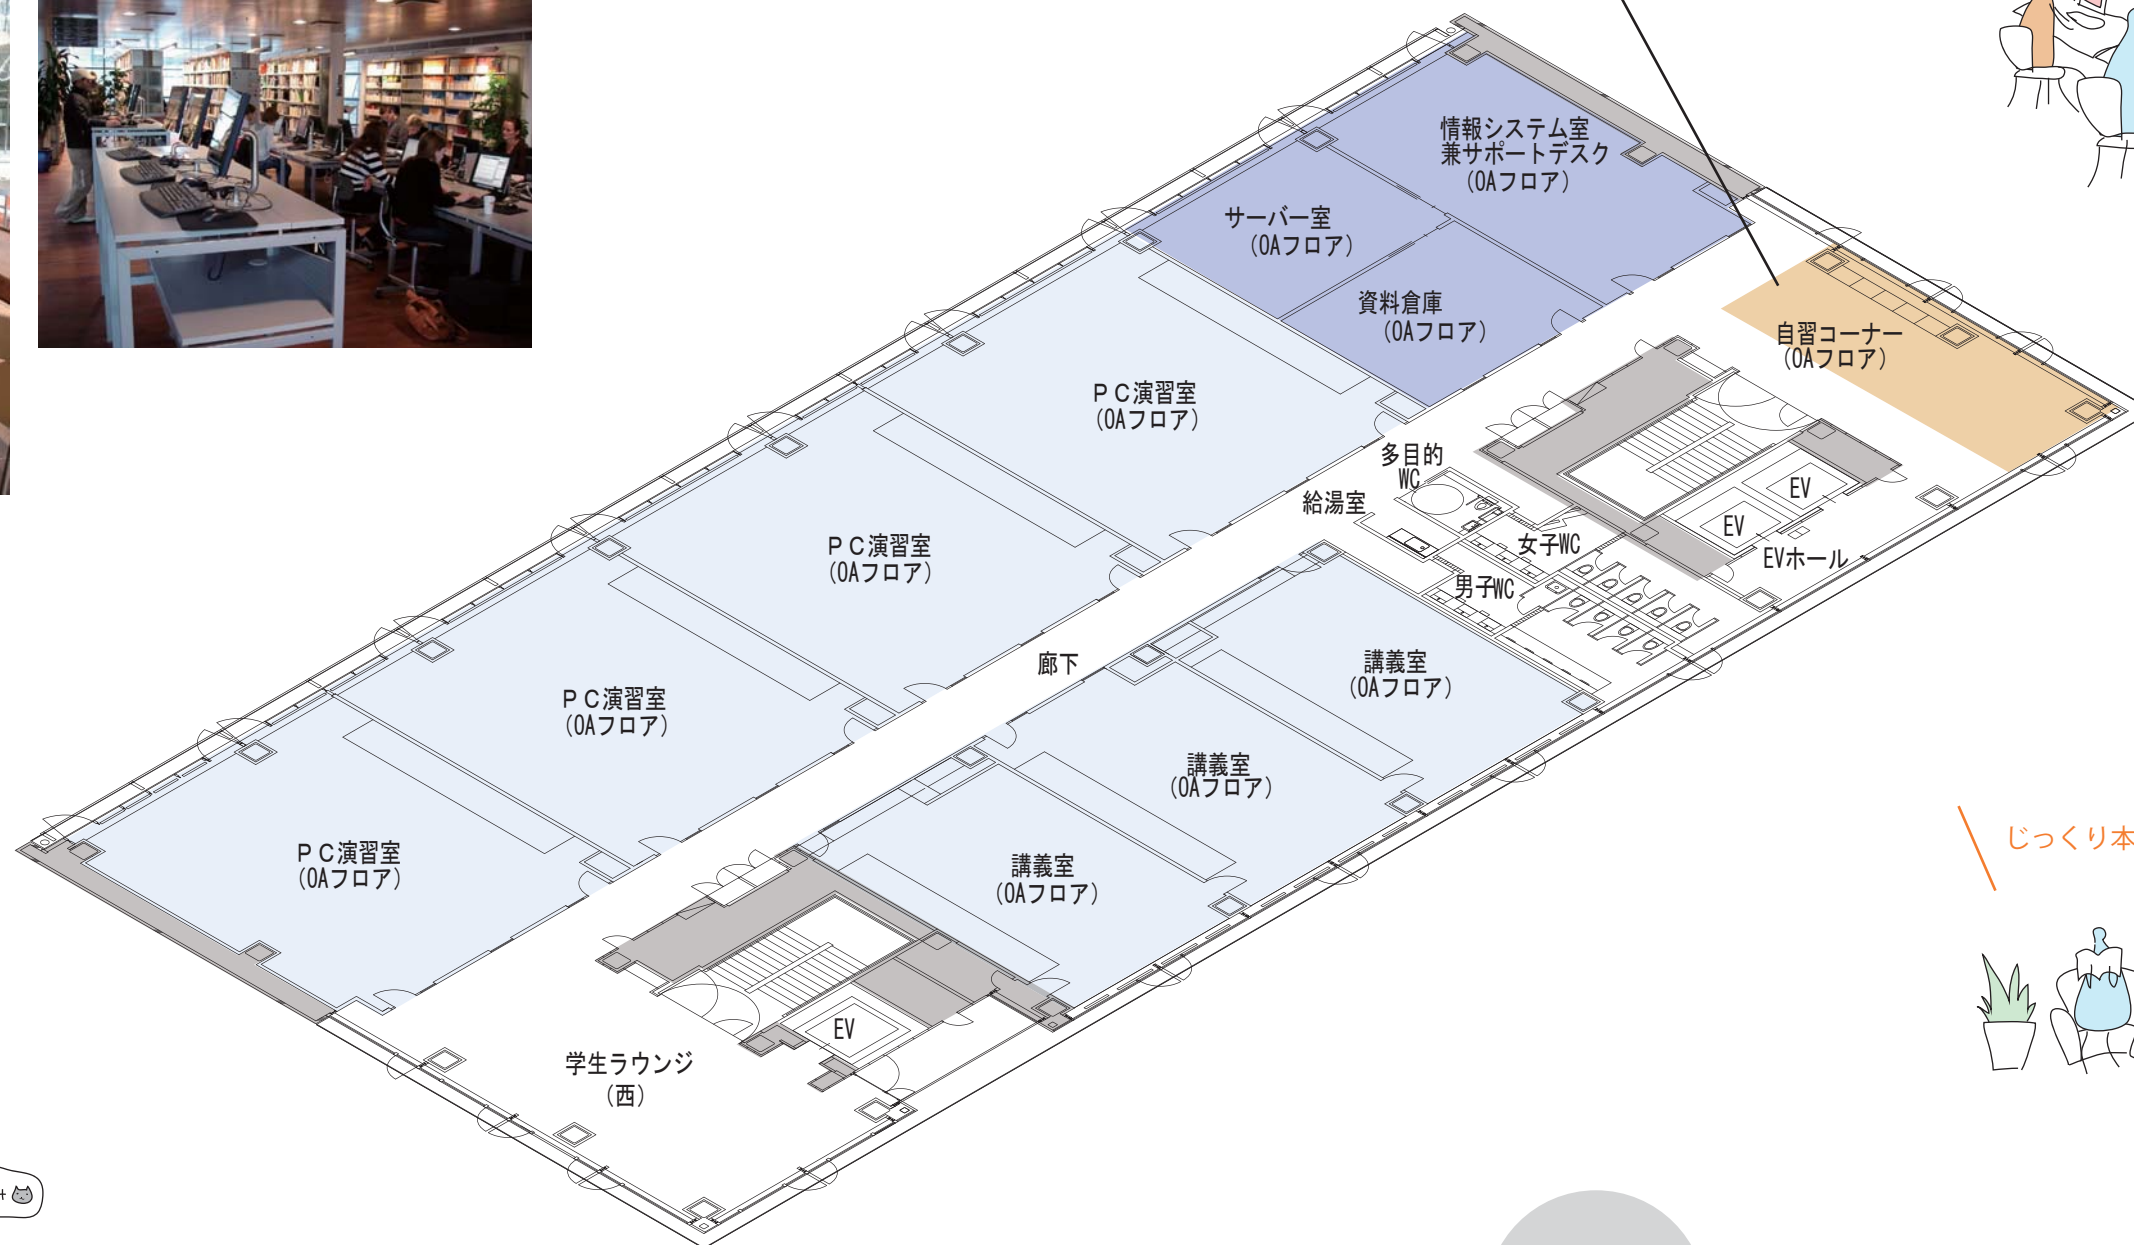 情報システム室
兼サポートデスク
(OAフロア)
サーバー室
(OAフロア)
資料倉庫
(OAフロア)
自習コーナー
(OAフロア)
ＰＣ演習室
(OAフロア)
多目的
WC
給湯室
EV
EV
女子WC
EVホール
男子WC
ＰＣ演習室
(OAフロア)
廊下
講義室
(OAフロア)
ＰＣ演習室
(OAフロア)
講義室
(OAフロア)
ＰＣ演習室
(OAフロア)
講義室
(OAフロア)
じっくり本
EV
学生ラウンジ
(西)